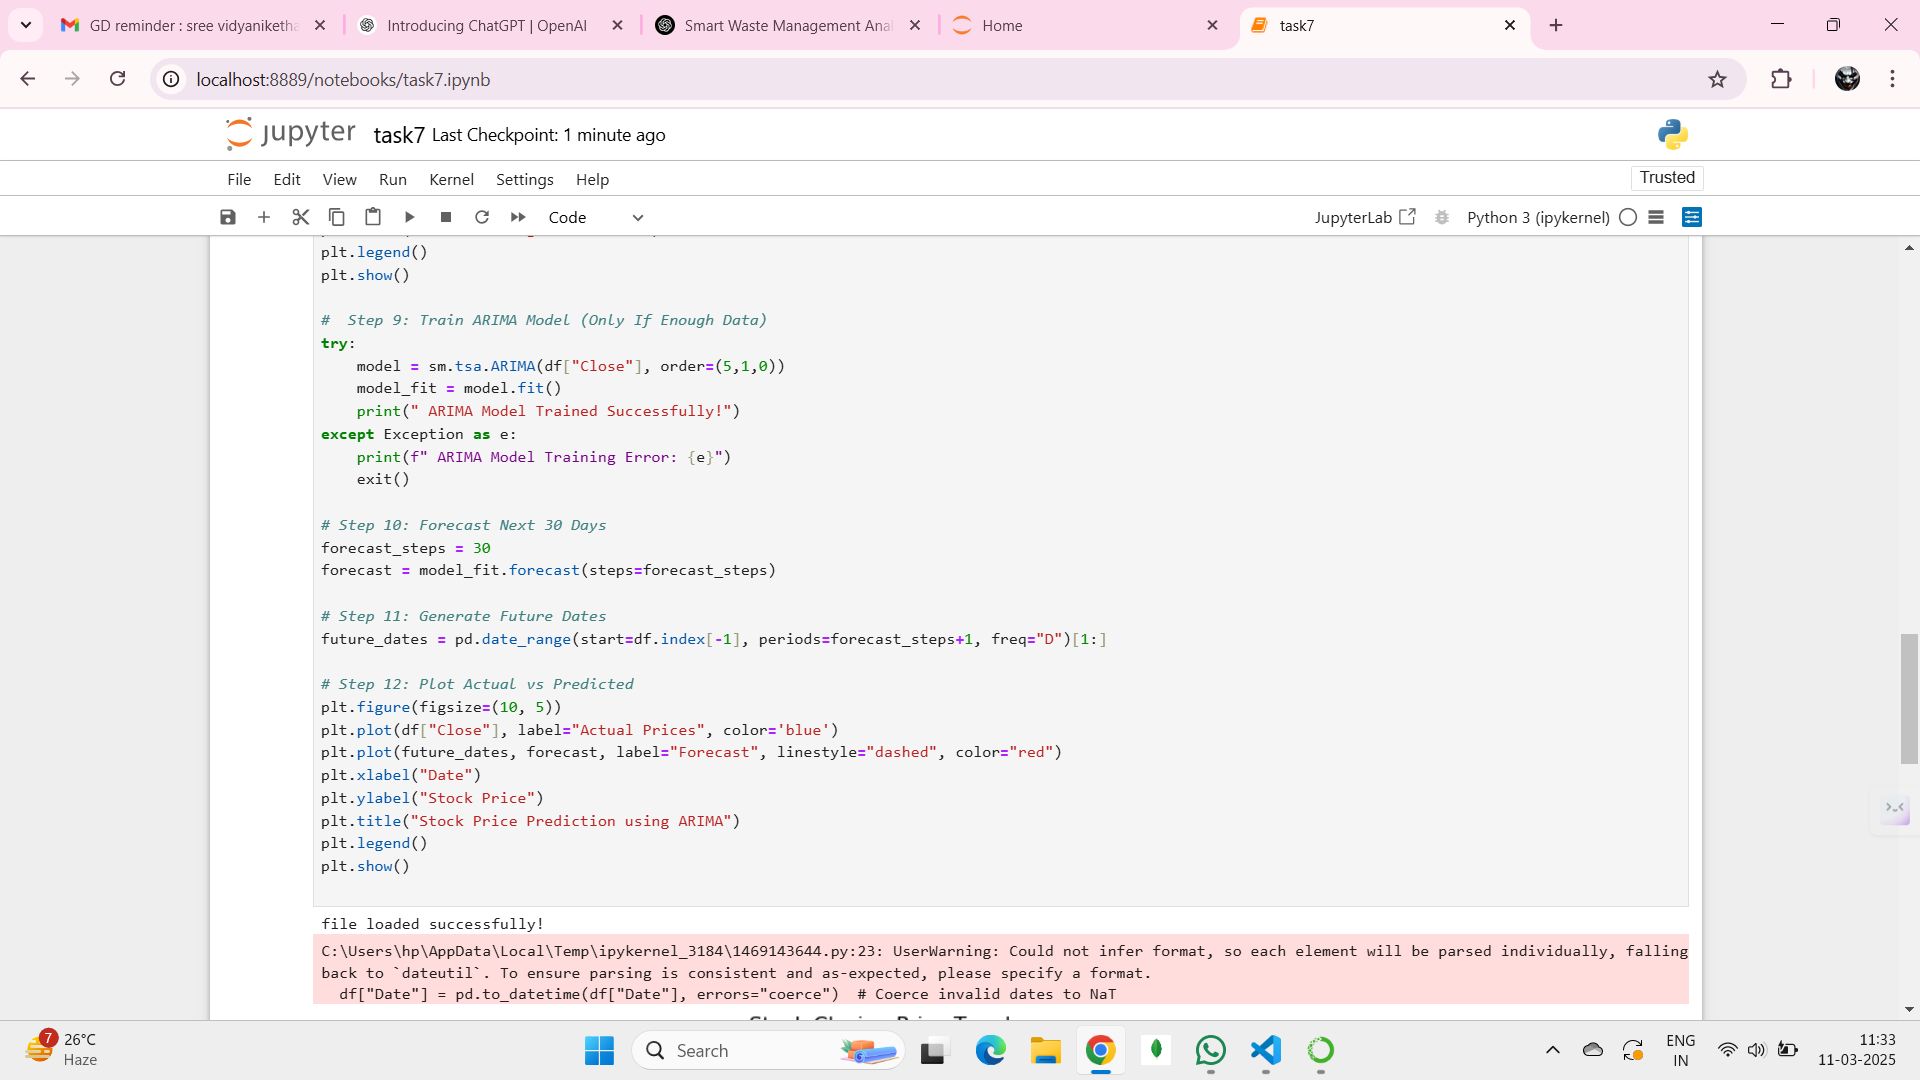 GD reminder : sree vidyaniketha
Introducing ChatGPT | OpenAI
Smart Waste Management Anal
Home
task7
localhost:8889/notebooks/task7.ipynb
jupyter task7 Last Checkpoint: 1 minute ago
File Edit View Run Kernel Settings Help
Trusted
Code
JupyterLab
Python 3 (ipykernel)
plt.legend()
plt.show()
#  Step 9: Train ARIMA Model (Only If Enough Data)
try:
    model = sm.tsa.ARIMA(df["Close"], order=(5,1,0))
    model_fit = model.fit()
    print(" ARIMA Model Trained Successfully!")
except Exception as e:
    print(f" ARIMA Model Training Error: {e}")
    exit()
# Step 10: Forecast Next 30 Days
forecast_steps = 30
forecast = model_fit.forecast(steps=forecast_steps)
# Step 11: Generate Future Dates
future_dates = pd.date_range(start=df.index[-1], periods=forecast_steps+1, freq="D")[1:]
# Step 12: Plot Actual vs Predicted
plt.figure(figsize=(10, 5))
plt.plot(df["Close"], label="Actual Prices", color='blue')
plt.plot(future_dates, forecast, label="Forecast", linestyle="dashed", color="red")
plt.xlabel("Date")
plt.ylabel("Stock Price")
plt.title("Stock Price Prediction using ARIMA")
plt.legend()
plt.show()
file loaded successfully!
C:\Users\hp\AppData\Local\Temp\ipykernel_3184\1469143644.py:23: UserWarning: Could not infer format, so each element will be parsed individually, falling
back to `dateutil`. To ensure parsing is consistent and as-expected, please specify a format.
  df["Date"] = pd.to_datetime(df["Date"], errors="coerce")  # Coerce invalid dates to NaT
7
26°C
Haze
Search
ENG
IN
11:33
11-03-2025